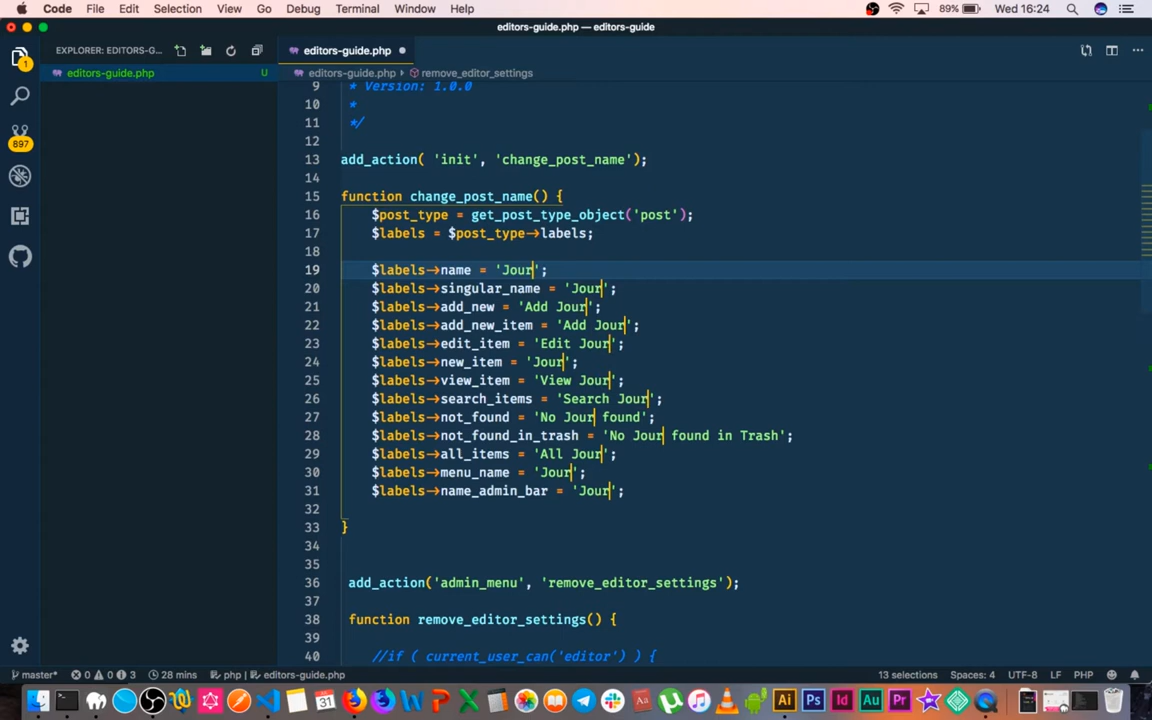 Code File Edit Selection View Go Debug Terminal Window Help 89% Wed 16:24
editors-guide.php — editors-guide
EXPLORER: EDITORS-G...
editors-guide.php
editors-guide.php U
editors-guide.php › remove_editor_settings
1
897
9 * Version: 1.0.0
10 *
11 */
12
13 add_action( 'init', 'change_post_name');
14
15 function change_post_name() {
16 $post_type = get_post_type_object('post');
17 $labels = $post_type->labels;
18
19 $labels->name = 'Jour';
20 $labels->singular_name = 'Jour';
21 $labels->add_new = 'Add Jour';
22 $labels->add_new_item = 'Add Jour';
23 $labels->edit_item = 'Edit Jour';
24 $labels->new_item = 'Jour';
25 $labels->view_item = 'View Jour';
26 $labels->search_items = 'Search Jour';
27 $labels->not_found = 'No Jour found';
28 $labels->not_found_in_trash = 'No Jour found in Trash';
29 $labels->all_items = 'All Jour';
30 $labels->menu_name = 'Jour';
31 $labels->name_admin_bar = 'Jour';
32
33 }
34
35
36 add_action('admin_menu', 'remove_editor_settings');
37
38 function remove_editor_settings() {
39
40 //if ( current_user_can('editor') ) {
master* 0 0 3 28 mins php | editors-guide.php 13 selections Spaces: 4 UTF-8 LF PHP
Ai Ps Id Au Pr